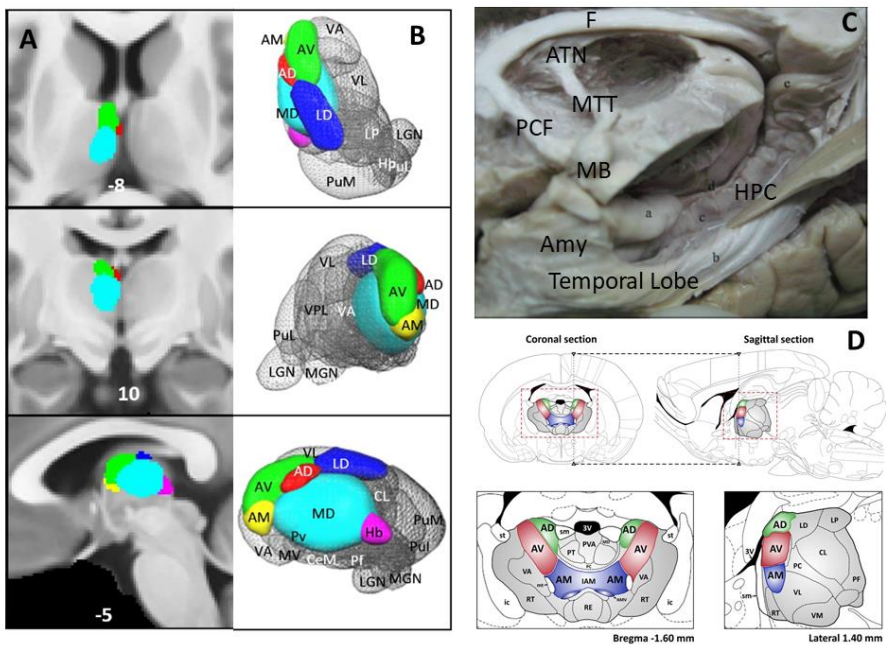 A
B
-8
AM
VA
AV
AD
VL
MD
LD
LP
LGN
PuM
10
VL
LD
AV
AD
MD
VPL
VA
AM
PuL
LGN
MGN
-5
VL
LD
AD
AV
CL
MD
AM
PuM
Hb
Pv
VA
MV
CeM
Pf
Pul
LGN
MGN
C
F
ATN
e
MTT
PCF
MB
d
HPC
a
c
Amy
b
Temporal Lobe
D
Coronal section
Sagittal section
st
AD
sm
3V
AD
st
AV
PVA
MD
AV
PT
VA
PC
VA
AM
IAM
AM
RT
RE
RT
ic
ic
Bregma -1.60 mm
AD
LD
LP
3V
AV
CL
PC
AM
PF
sm
VL
RT
VM
Lateral 1.40 mm